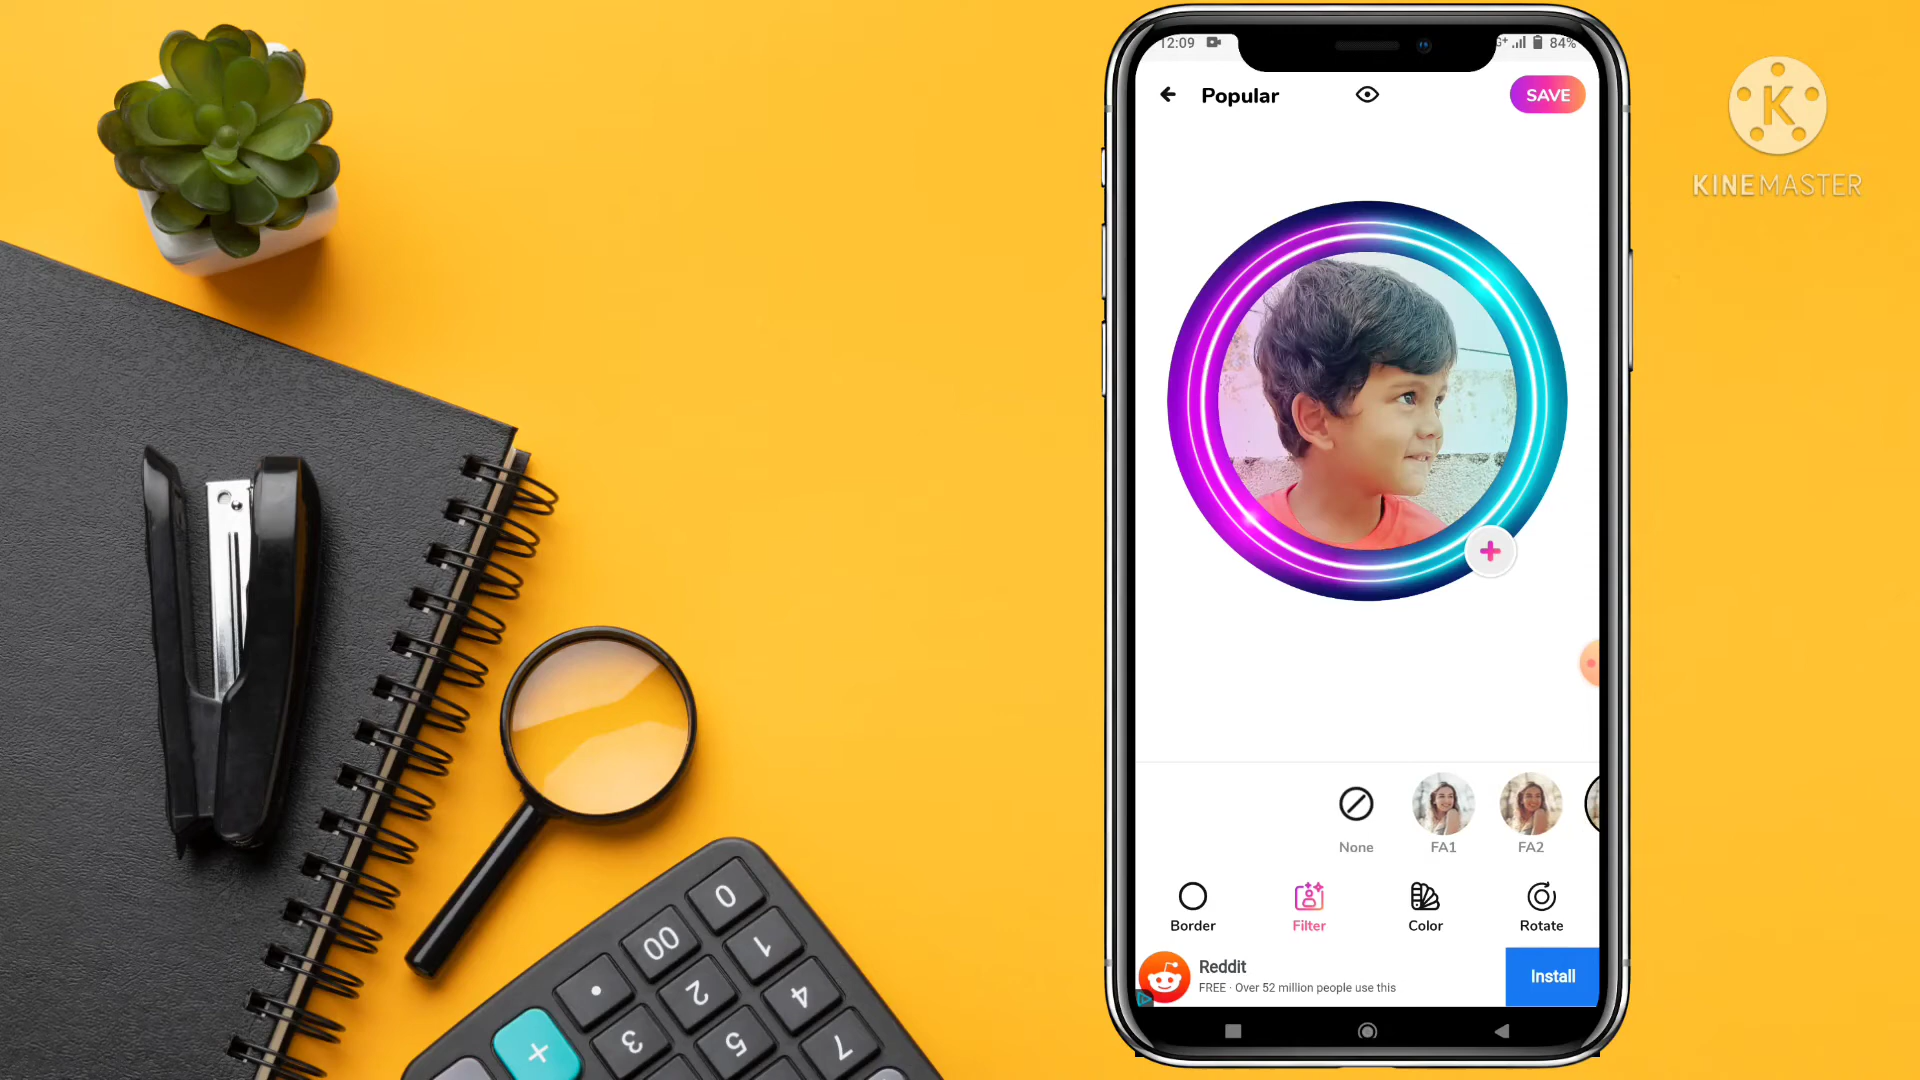 12:09
84%
Popular
SAVE
K
KINEMASTER
None
FA1
FA2
Border
Filter
Color
Rotate
Reddit
FREE · Over 52 million people use this
Install
0
00
1
.
2
4
+
3
5
7